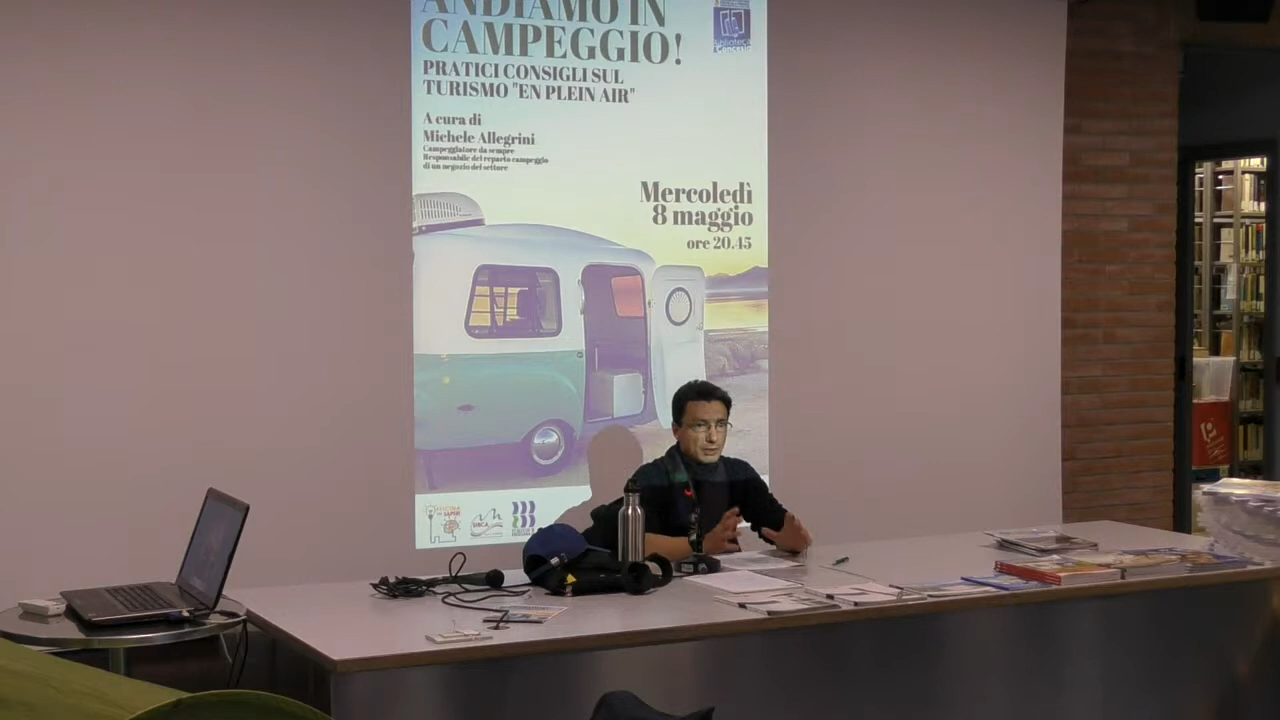 ANDIAMO IN
CAMPEGGIO!
PRATICI CONSIGLI SUL
TURISMO "EN PLEIN AIR"
A cura di
Michele Allegrini
Campeggiatore da sempre
Responsabile del reparto campeggio
di un negozio del settore
Mercoledì
8 maggio
ore 20.45
Biblioteca